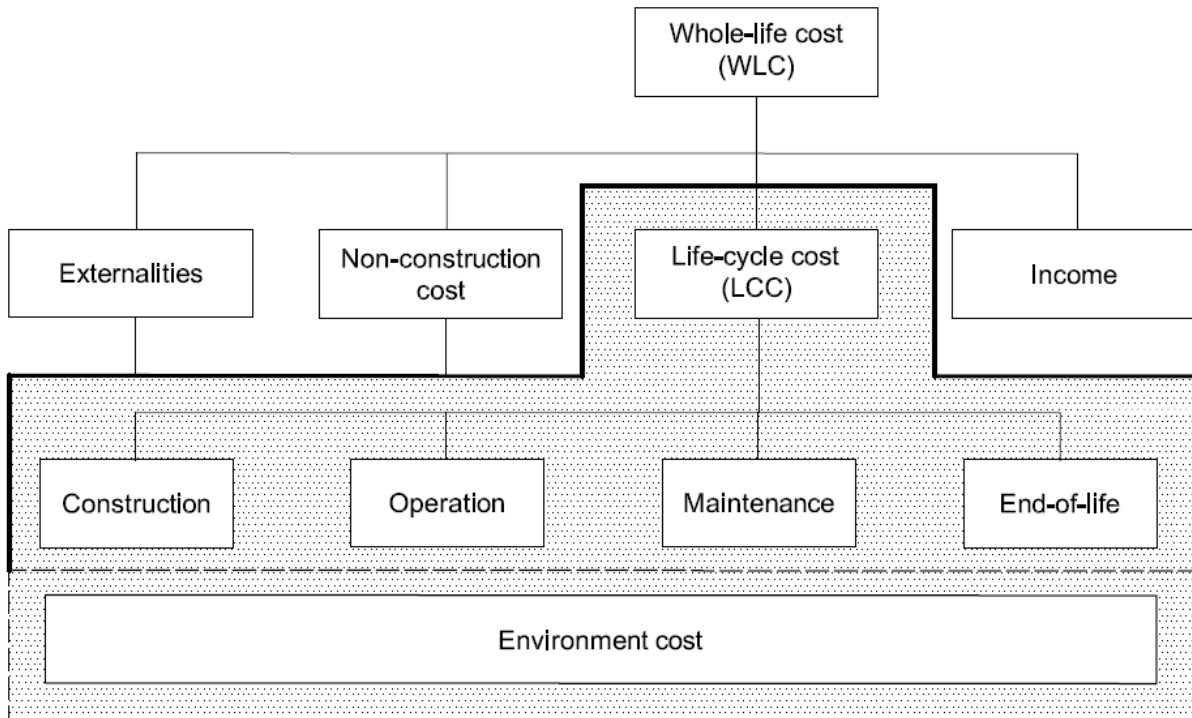 Whole-life cost
(WLC)
Externalities
Non-construction
cost
Life-cycle cost
(LCC)
Income
Construction
Operation
Maintenance
End-of-life
Environment cost